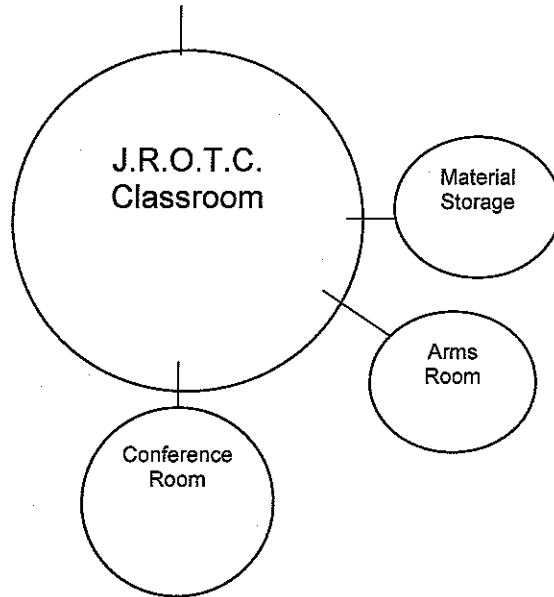 J.R.O.T.C.
Classroom
Material
Storage
Arms
Room
Conference
Room